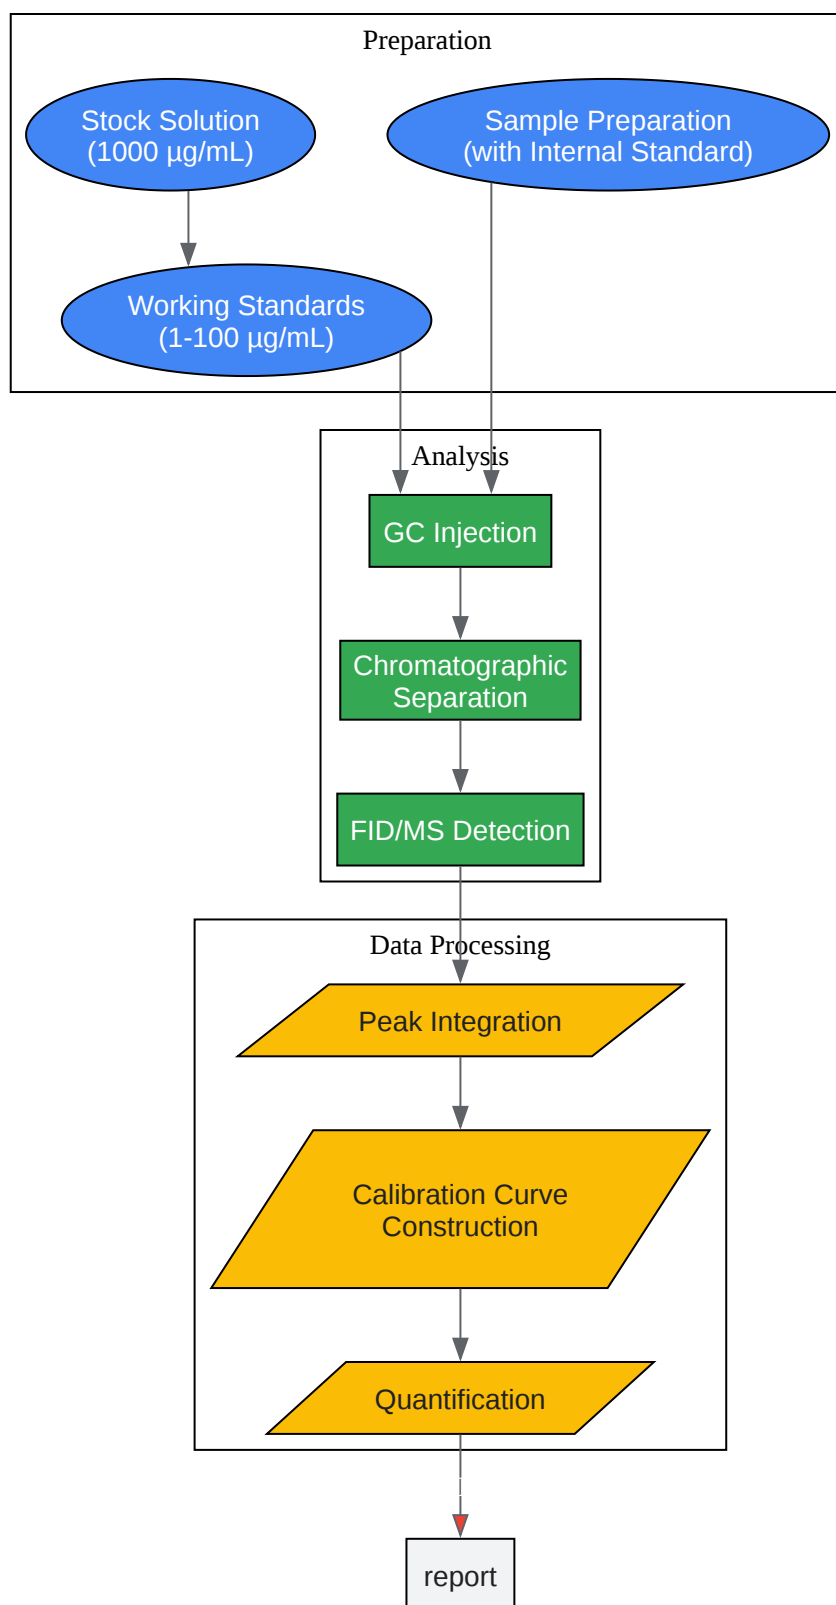 Preparation
Stock Solution
(1000 µg/mL)
Sample Preparation
(with Internal Standard)
Working Standards
(1-100 µg/mL)
Analysis
GC Injection
Chromatographic
Separation
FID/MS Detection
Data Processing
Peak Integration
Calibration Curve
Construction
Quantification
report